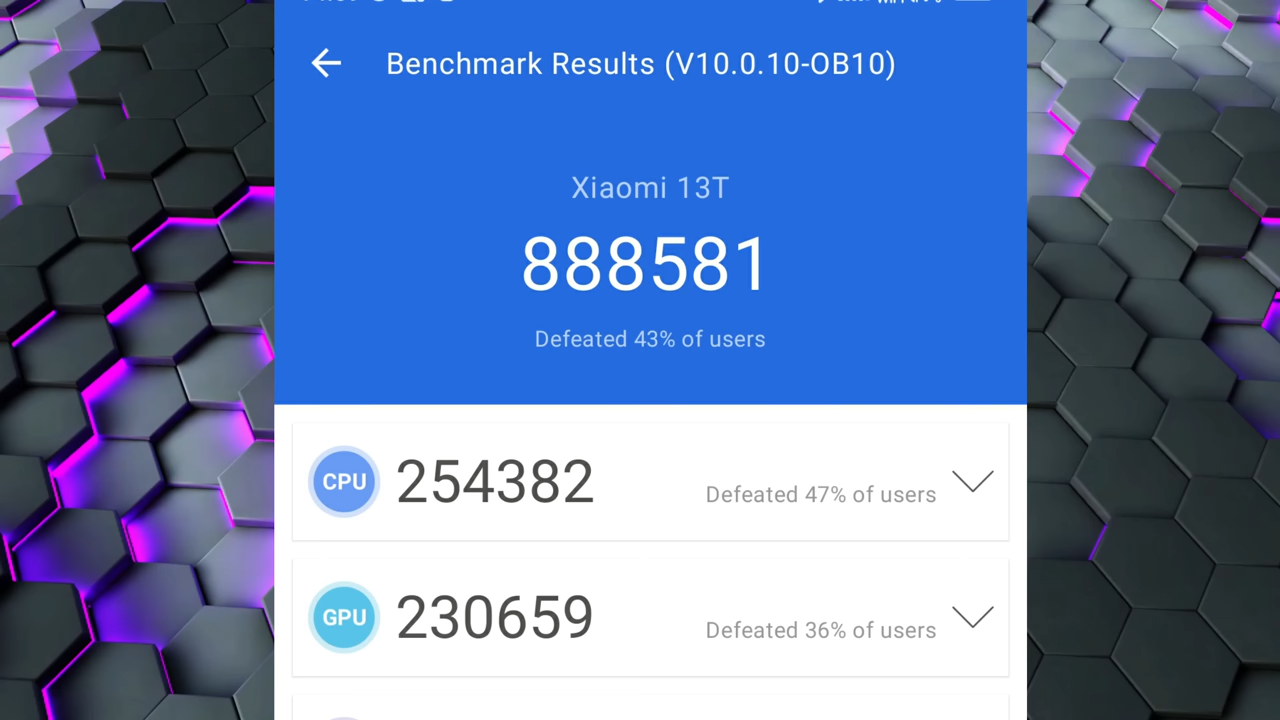 Benchmark Results (V10.0.10-OB10)
Xiaomi 13T
888581
Defeated 43% of users
CPU 254382 Defeated 47% of users
GPU 230659 Defeated 36% of users